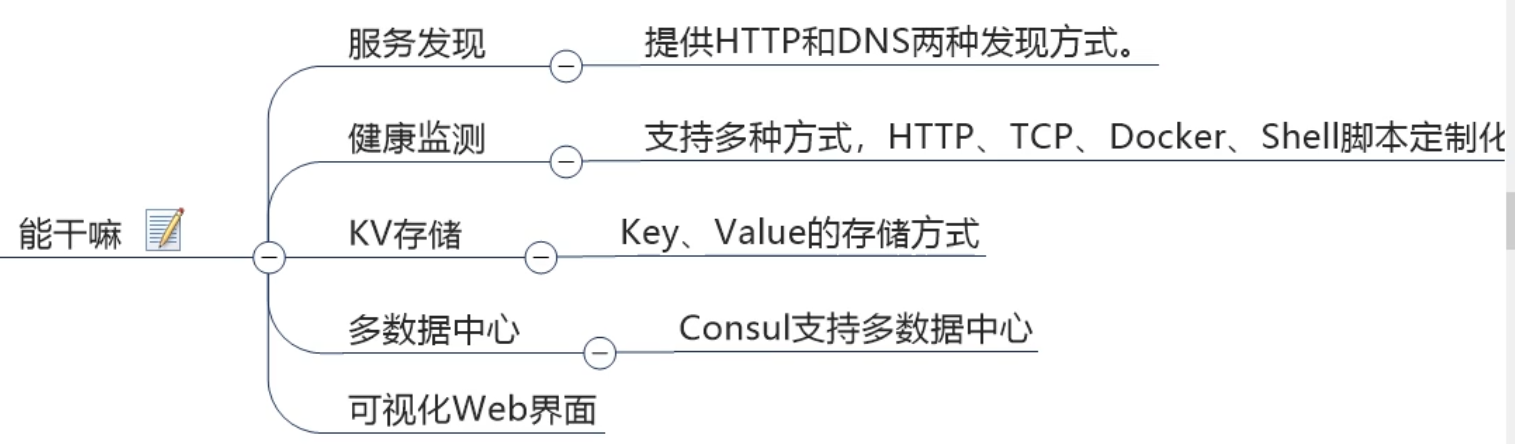 服务发现
提供HTTP和DNS两种发现方式。
健康监测
支持多种方式，HTTP、TCP、Docker、Shell脚本定制化
能干嘛
KV存储
Key、Value的存储方式
多数据中心
Consul支持多数据中心
可视化Web界面